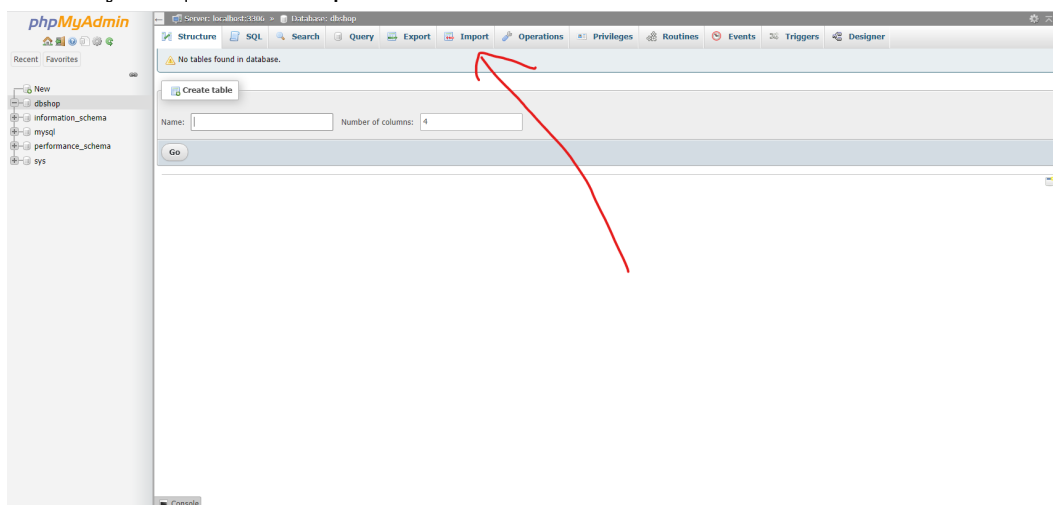 phpMyAdmin
Server: localhost:3306 » Database: dbshop
Structure SQL Search Query Export Import Operations Privileges Routines Events Triggers Designer
Recent Favorites
No tables found in database.
New
dbshop
information_schema
mysql
performance_schema
sys
Create table
Name: Number of columns: 4
Go
Console